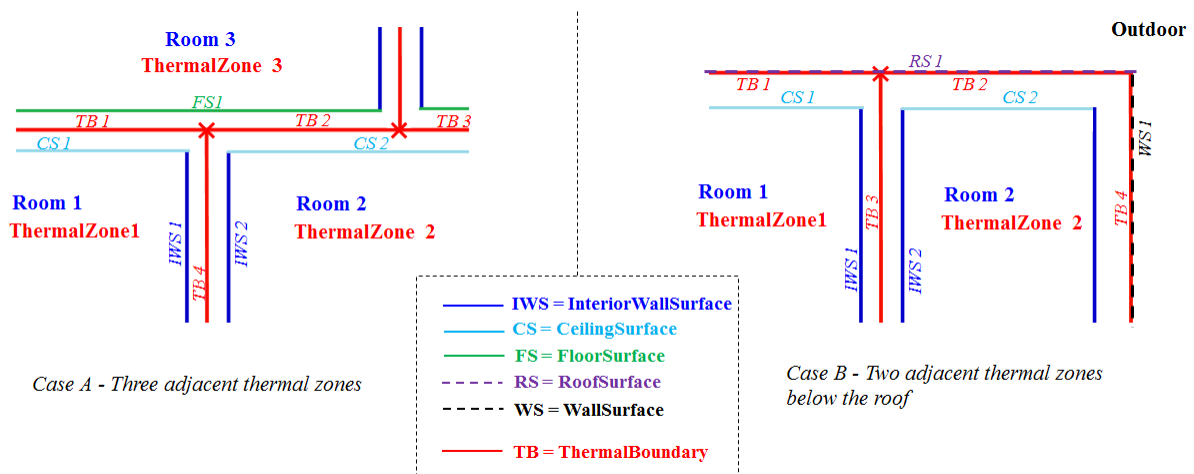 Room 3
ThermalZone 3
FS1
TB 1
TB 2
TB 3
CS 1
CS 2
Room 1
ThermalZone1
Room 2
ThermalZone 2
IWS 1
TB 4
IWS 2
Case A - Three adjacent thermal zones
Outdoor
RS 1
TB 1
TB 2
CS 1
CS 2
WS 1
Room 1
ThermalZone1
Room 2
ThermalZone 2
IWS 1
TB 3
IWS 2
TB 4
Case B - Two adjacent thermal zones
below the roof
IWS = InteriorWallSurface
CS = CeilingSurface
FS = FloorSurface
RS = RoofSurface
WS = WallSurface
TB = ThermalBoundary